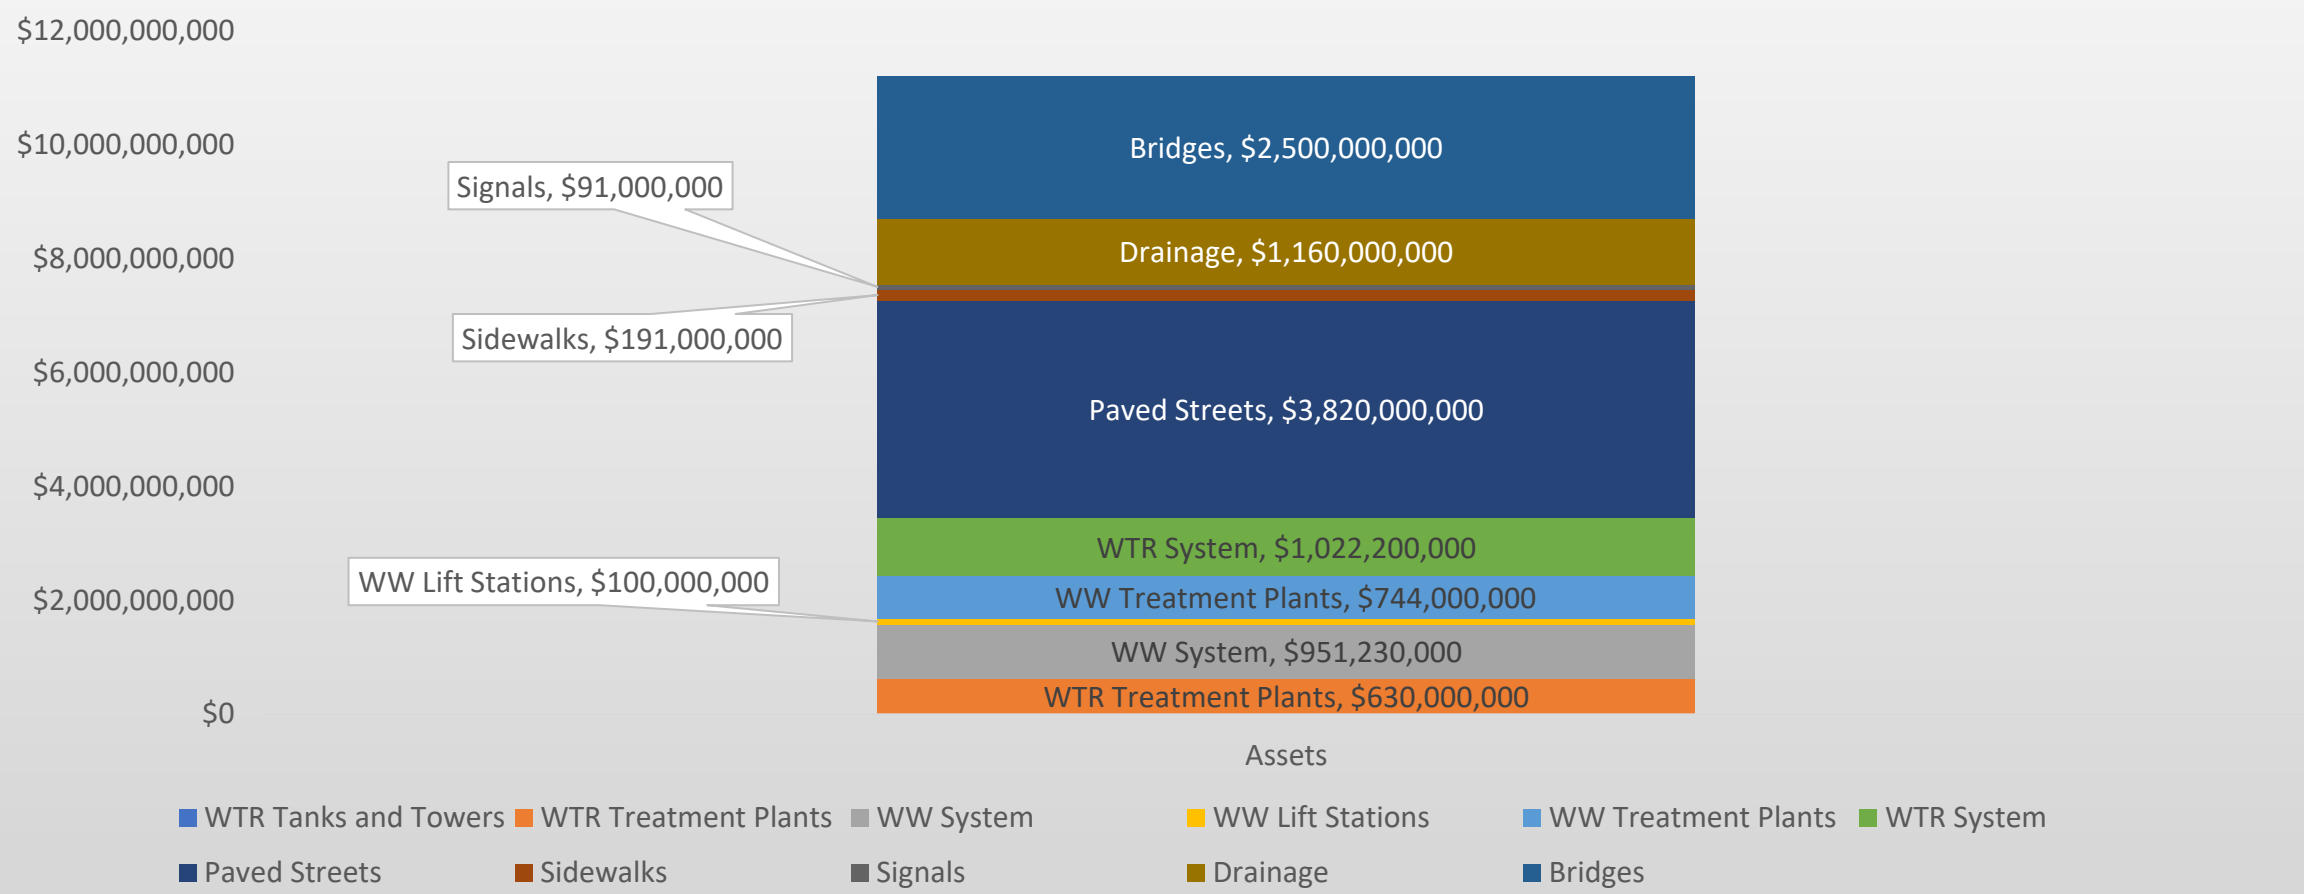 $12,000,000,000
$10,000,000,000
$8,000,000,000
$6,000,000,000
$4,000,000,000
$2,000,000,000
$0
Bridges, $2,500,000,000
Signals, $91,000,000
Drainage, $1,160,000,000
Sidewalks, $191,000,000
Paved Streets, $3,820,000,000
WTR System, $1,022,200,000
WW Lift Stations, $100,000,000
WW Treatment Plants, $744,000,000
WW System, $951,230,000
WTR Treatment Plants, $630,000,000
Assets
WTR Tanks and Towers WTR Treatment Plants WW System WW Lift Stations WW Treatment Plants WTR System
Paved Streets Sidewalks Signals Drainage Bridges